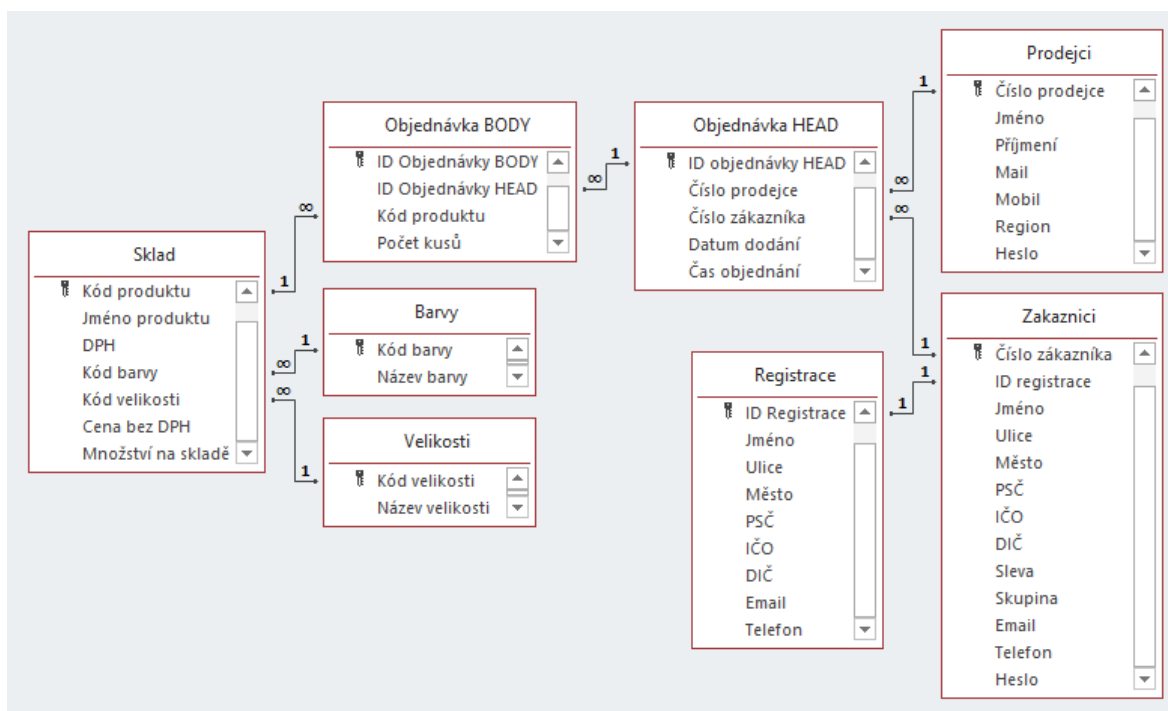 Sklad
Kód produktu
Jméno produktu
DPH
Kód barvy
Kód velikosti
Cena bez DPH
Množství na skladě
1
∞
∞
1
∞
1
Objednávka BODY
ID Objednávky BODY
ID Objednávky HEAD
Kód produktu
Počet kusů
Barvy
Kód barvy
Název barvy
Velikosti
Kód velikosti
Název velikosti
∞
1
Objednávka HEAD
ID objednávky HEAD
Číslo prodejce
Číslo zákazníka
Datum dodání
Čas objednání
∞
1
∞
1
Registrace
ID Registrace
Jméno
Ulice
Město
PSČ
IČO
DIČ
Email
Telefon
1
1
Prodejci
Číslo prodejce
Jméno
Příjmení
Mail
Mobil
Region
Heslo
Zakaznici
Číslo zákazníka
ID registrace
Jméno
Ulice
Město
PSČ
IČO
DIČ
Sleva
Skupina
Email
Telefon
Heslo